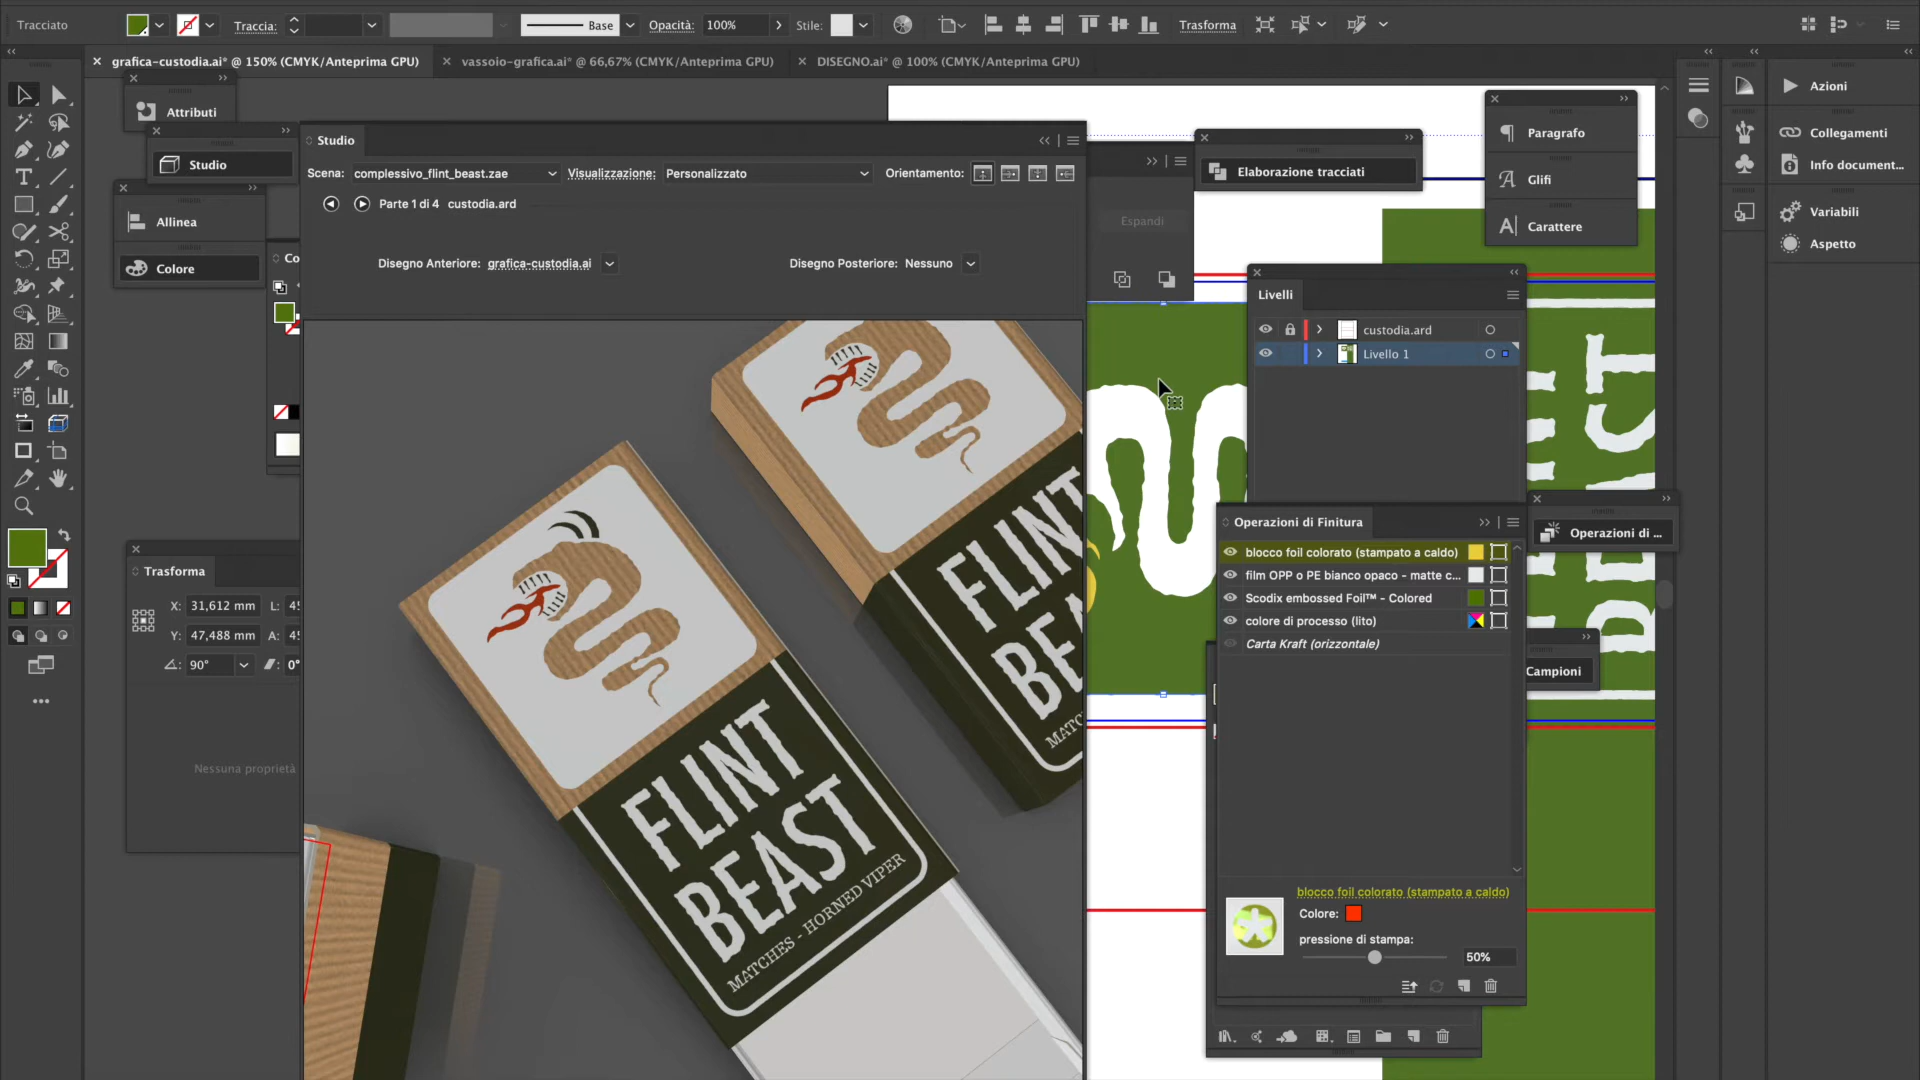 Tracciato
Traccia:
Base
Opacità:
100%
Stile:
Trasforma
grafica-custodia.ai* @ 150% (CMYK/Anteprima GPU)
vassoio-grafica.ai* @ 66,67% (CMYK/Anteprima GPU)
DISEGNO.ai* @ 100% (CMYK/Anteprima GPU)
Attributi
Studio
Allinea
Colore
Co
Studio
Scena:
complessivo_flint_beast.zae
Visualizzazione:
Personalizzato
Orientamento:
Parte 1 di 4
custodia.ard
Disegno Anteriore:
grafica-custodia.ai
Disegno Posteriore:
Nessuno
Espandi
Elaborazione tracciati
Paragrafo
Glifi
Carattere
Azioni
Collegamenti
Info document...
Variabili
Aspetto
Livelli
custodia.ard
Livello 1
Operazioni di Finitura
blocco foil colorato (stampato a caldo)
film OPP o PE bianco opaco - matte c...
Scodix embossed Foil™ - Colored
colore di processo (lito)
Carta Kraft (orizzontale)
Operazioni di ...
Campioni
blocco foil colorato (stampato a caldo)
Colore:
pressione di stampa:
50%
Trasforma
X:
31,612 mm
L:
45
Y:
47,488 mm
A:
45
90°
0°
Nessuna proprietà
FLINT
BEAST
MATCHES - HORNED VIPER
FLINT
BEA
MATC